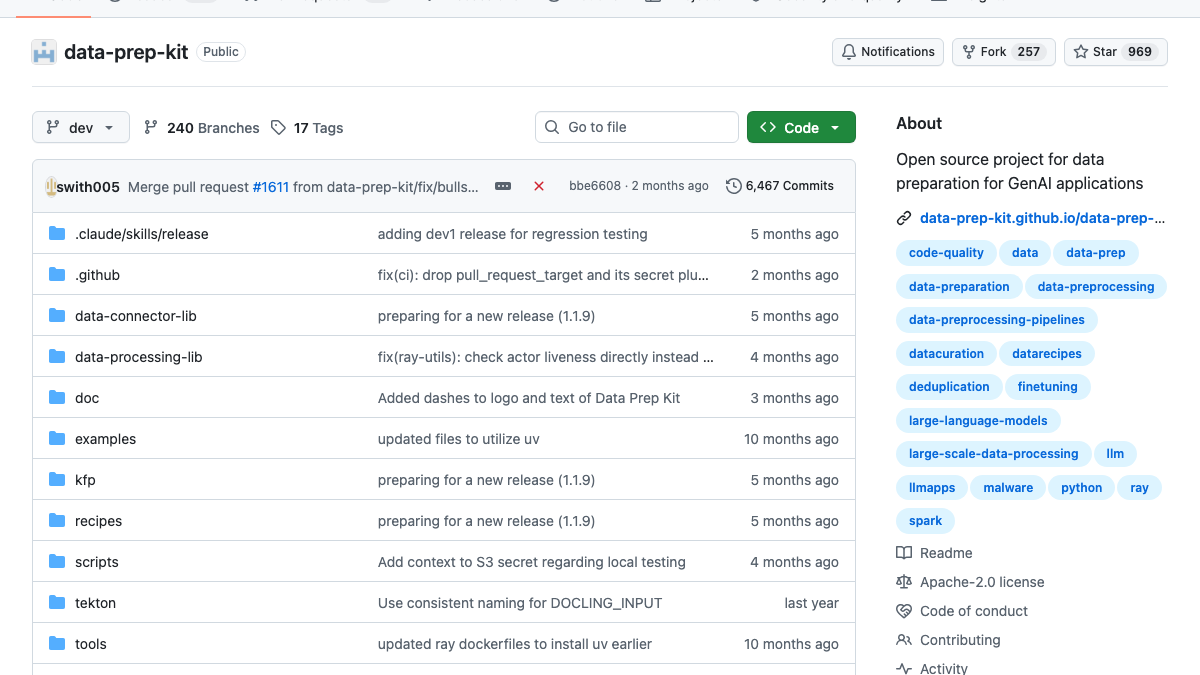 data-prep-kit Public
Notifications Fork 257 Star 969
dev 240 Branches 17 Tags
Go to file
Code
swith005 Merge pull request #1611 from data-prep-kit/fix/bulls... bbe6608 · 2 months ago 6,467 Commits
.claude/skills/release adding dev1 release for regression testing 5 months ago
.github fix(ci): drop pull_request_target and its secret plu... 2 months ago
data-connector-lib preparing for a new release (1.1.9) 5 months ago
data-processing-lib fix(ray-utils): check actor liveness directly instead ... 4 months ago
doc Added dashes to logo and text of Data Prep Kit 3 months ago
examples updated files to utilize uv 10 months ago
kfp preparing for a new release (1.1.9) 5 months ago
recipes preparing for a new release (1.1.9) 5 months ago
scripts Add context to S3 secret regarding local testing 4 months ago
tekton Use consistent naming for DOCLING_INPUT last year
tools updated ray dockerfiles to install uv earlier 10 months ago
About
Open source project for data
preparation for GenAI applications
data-prep-kit.github.io/data-prep-...
code-quality data data-prep
data-preparation data-preprocessing
data-preprocessing-pipelines
datacuration datarecipes
deduplication finetuning
large-language-models
large-scale-data-processing llm
llmapps malware python ray
spark
Readme
Apache-2.0 license
Code of conduct
Contributing
Activity